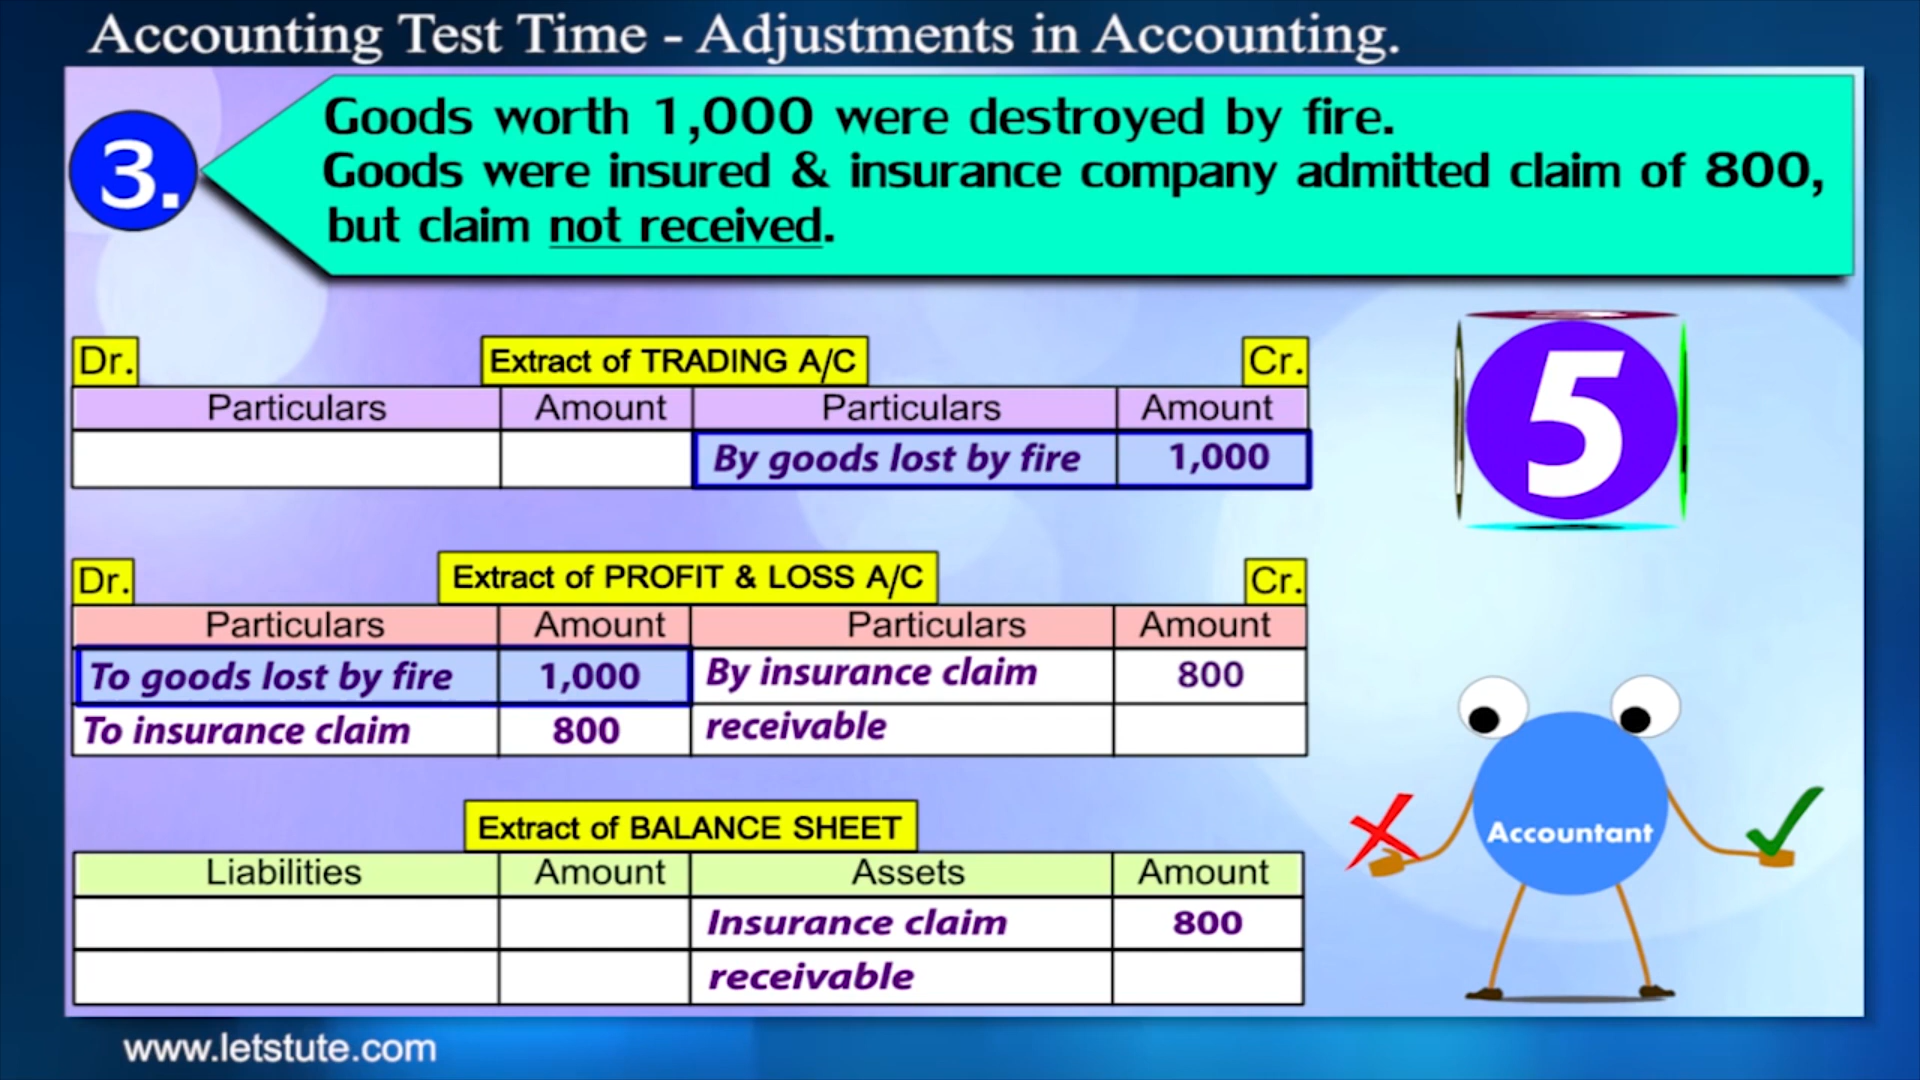 Accounting Test Time - Adjustments in Accounting.
3.
Goods worth 1,000 were destroyed by fire.
Goods were insured & insurance company admitted claim of 800,
but claim not received.
5
Dr. Extract of TRADING A/C Cr.
Particulars Amount Particulars Amount
By goods lost by fire 1,000
Dr. Extract of PROFIT & LOSS A/C Cr.
Particulars Amount Particulars Amount
To goods lost by fire 1,000 By insurance claim 800
To insurance claim 800 receivable
Extract of BALANCE SHEET
Liabilities Amount Assets Amount
Insurance claim 800
receivable
Accountant
www.letstute.com